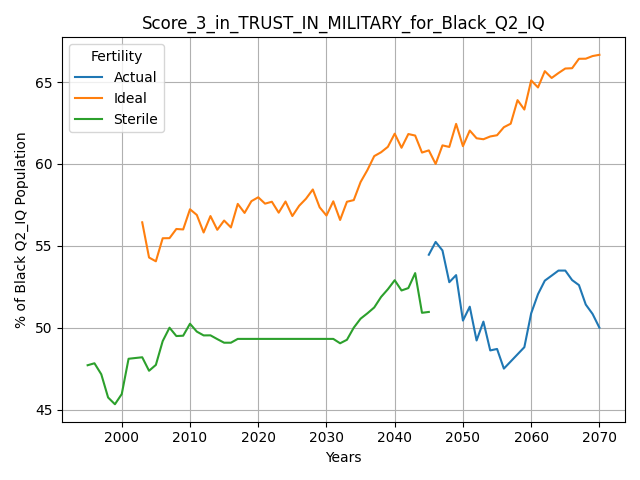 Score_3_in_TRUST_IN_MILITARY_for_Black_Q2_IQ
Fertility
Actual
Ideal
Sterile
% of Black Q2_IQ Population
65
60
55
50
45
2000
2010
2020
2030
2040
2050
2060
2070
Years